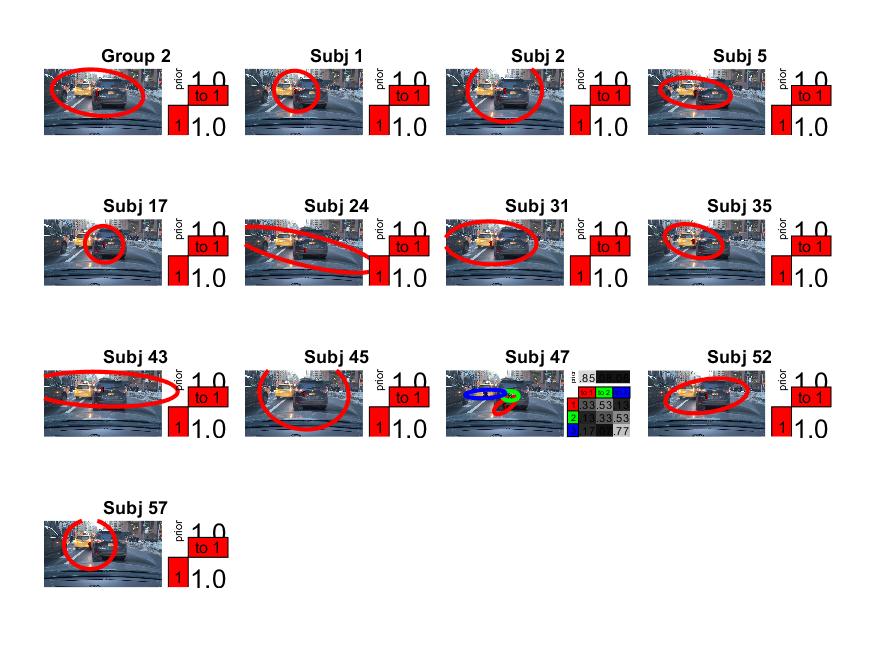 Group 2
prior 1.0
to 1
1 1.0
Subj 1
prior 1.0
to 1
1 1.0
Subj 2
prior 1.0
to 1
1 1.0
Subj 5
prior 1.0
to 1
1 1.0
Subj 17
prior 1.0
to 1
1 1.0
Subj 24
prior 1.0
to 1
1 1.0
Subj 31
prior 1.0
to 1
1 1.0
Subj 35
prior 1.0
to 1
1 1.0
Subj 43
prior 1.0
to 1
1 1.0
Subj 45
prior 1.0
to 1
1 1.0
Subj 47
prior .85
to 1 to 2
1 .33 .53 .13
2 .13 .33 .53
.17 .77
Subj 52
prior 1.0
to 1
1 1.0
Subj 57
prior 1.0
to 1
1 1.0